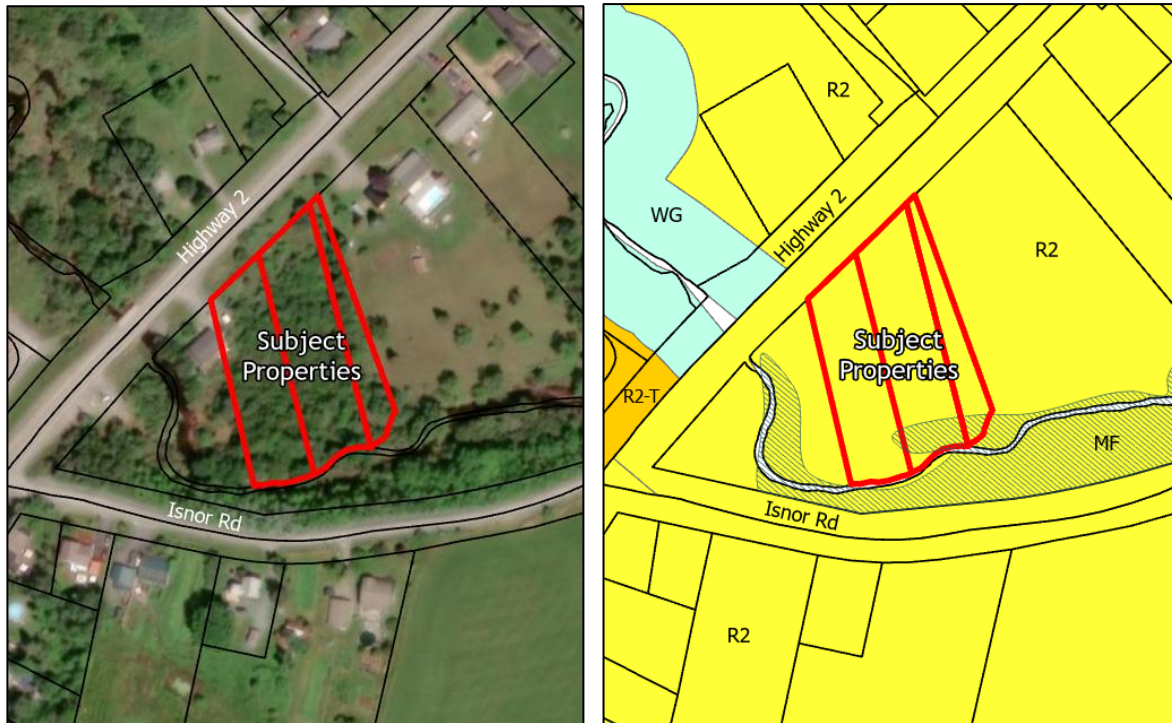 Highway 2
Subject
Properties
Isnor Rd
R2
WG
Highway 2
R2
Subject
Properties
R2-T
MF
Isnor Rd
R2